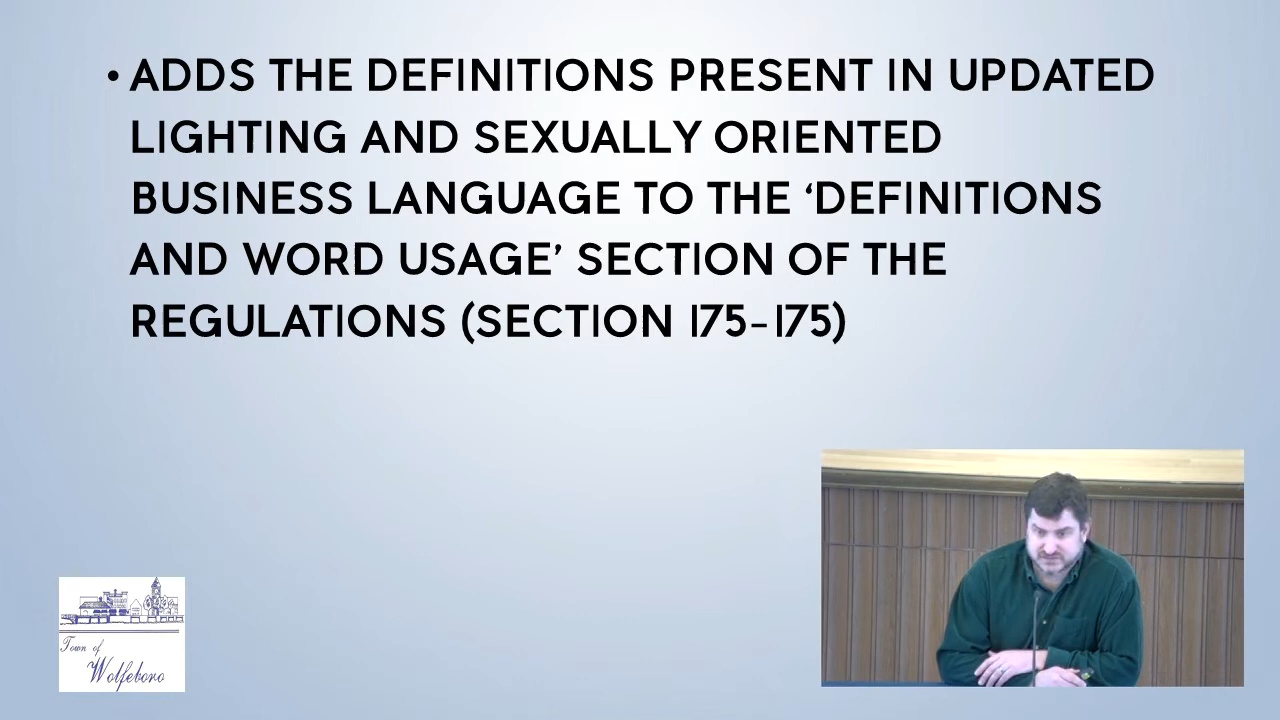 • ADDS THE DEFINITIONS PRESENT IN UPDATED
LIGHTING AND SEXUALLY ORIENTED
BUSINESS LANGUAGE TO THE ‘DEFINITIONS
AND WORD USAGE’ SECTION OF THE
REGULATIONS (SECTION 175-175)
Town of
Wolfeboro